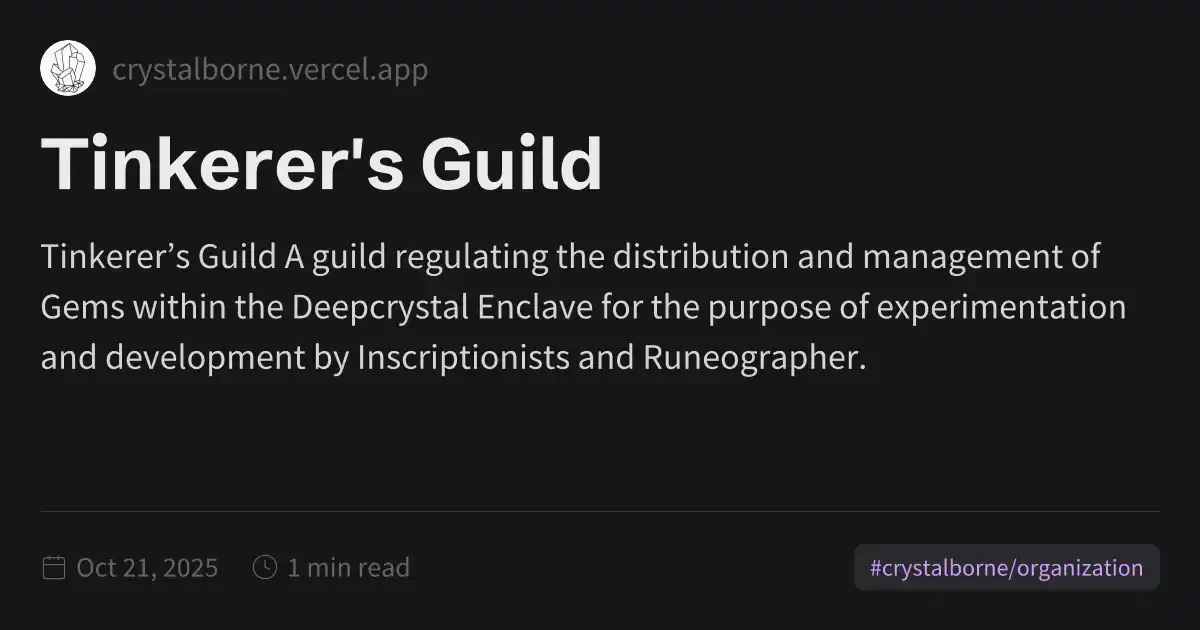 crystalborne.vercel.app
Tinkerer's Guild
Tinkerer’s Guild A guild regulating the distribution and management of
Gems within the Deepcrystal Enclave for the purpose of experimentation
and development by Inscriptionists and Runeographer.
Oct 21, 2025
1 min read
#crystalborne/organization